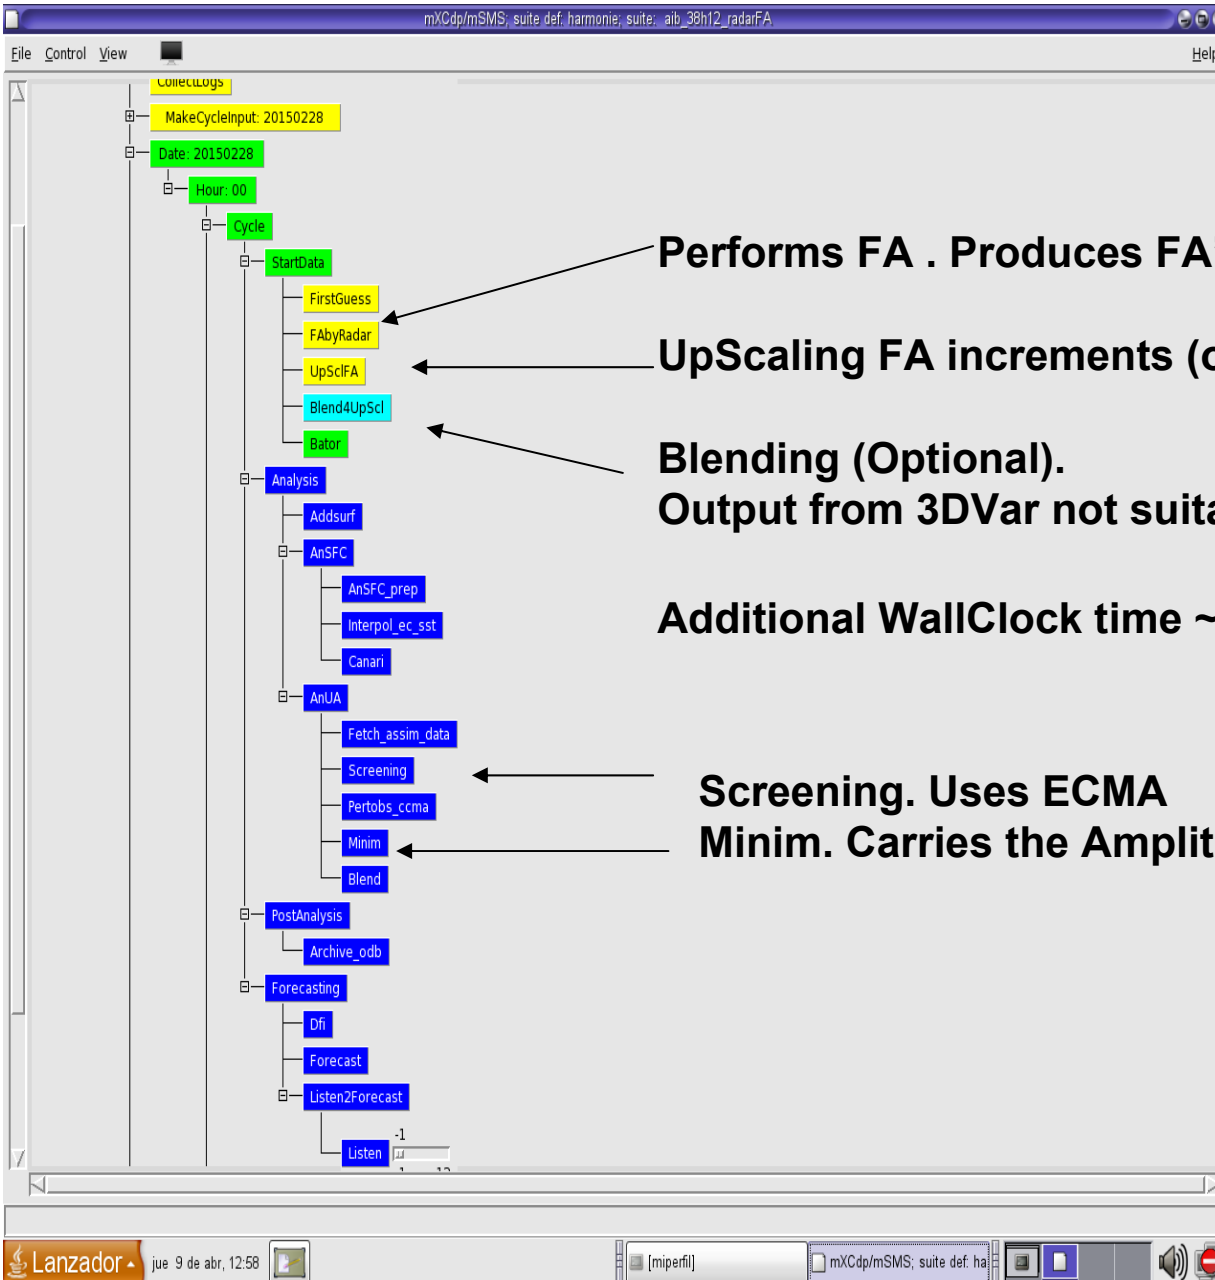 mXCdp/mSMS; suite def: harmonie; suite: aib_38h12_radarFA
File Control View Help
CollectLogs
MakeCycleInput: 20150228
Date: 20150228
Hour: 00
Cycle
StartData
FirstGuess
FAbyRadar
UpSclFA
Blend4UpScl
Bator
Analysis
Addsurf
AnSFC
AnSFC_prep
Interpol_ec_sst
Canari
AnUA
Fetch_assim_data
Screening
Pertobs_ccma
Minim
Blend
PostAnalysis
Archive_odb
Forecasting
Dfi
Forecast
Listen2Forecast
-1
Listen
-1 12
Performs FA . Produces FA
UpScaling FA increments (
Blending (Optional).
Output from 3DVar not suita
Additional WallClock time ~
Screening. Uses ECMA
Minim. Carries the Amplit
Lanzador
jue 9 de abr, 12:58
[miperfil]
mXCdp/mSMS; suite def: ha